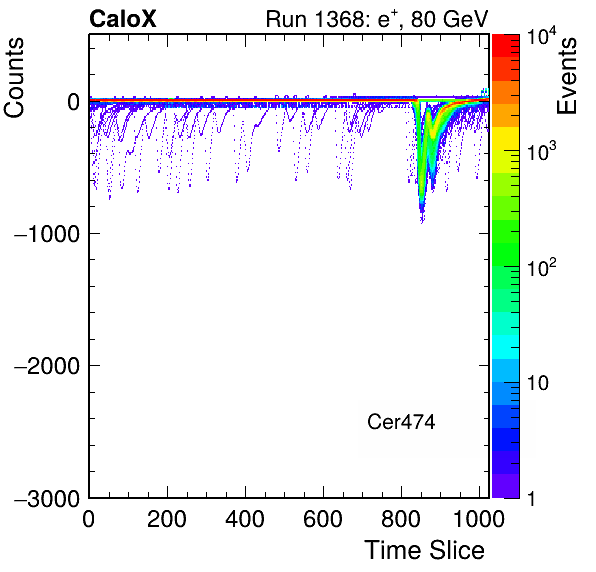 CaloX Run 1368: e⁺, 80 GeV
Counts
Events
0
−1000
−2000
−3000
0 200 400 600 800 1000
Time Slice
Cer474
10⁴
10³
10²
10
1